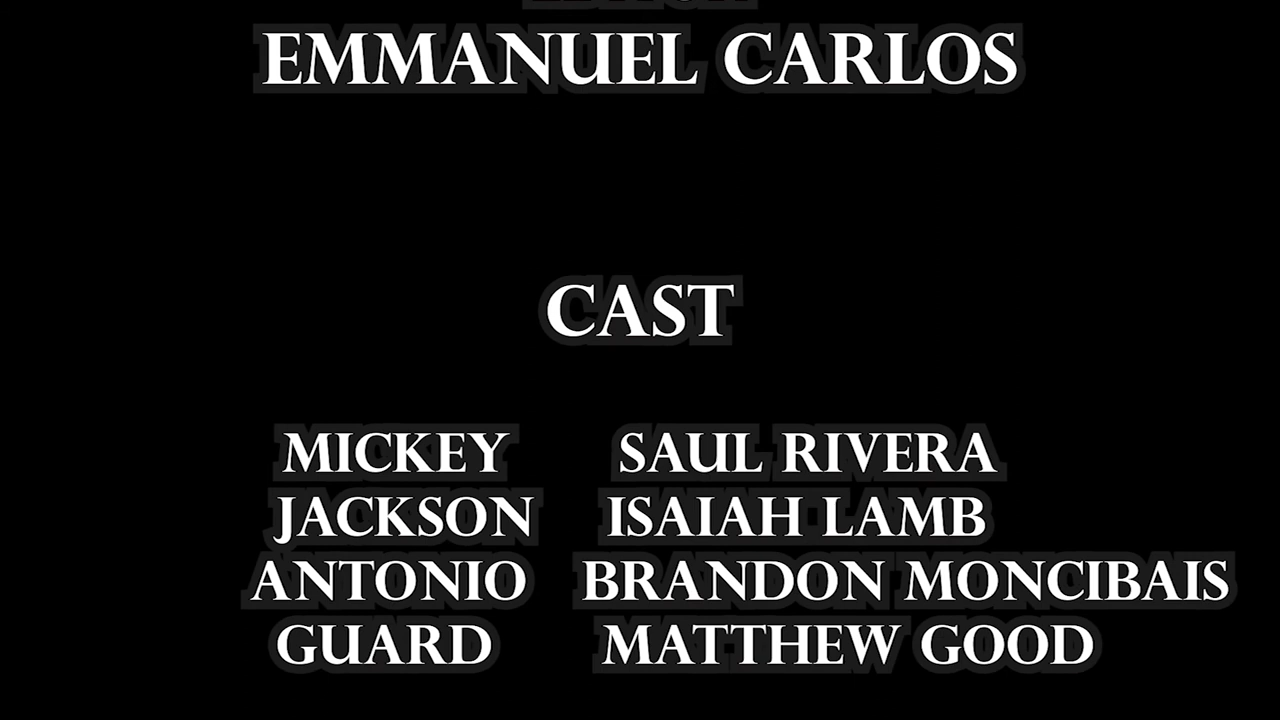 EMMANUEL CARLOS
CAST
MICKEY SAUL RIVERA
JACKSON ISAIAH LAMB
ANTONIO BRANDON MONCIBAIS
GUARD MATTHEW GOOD